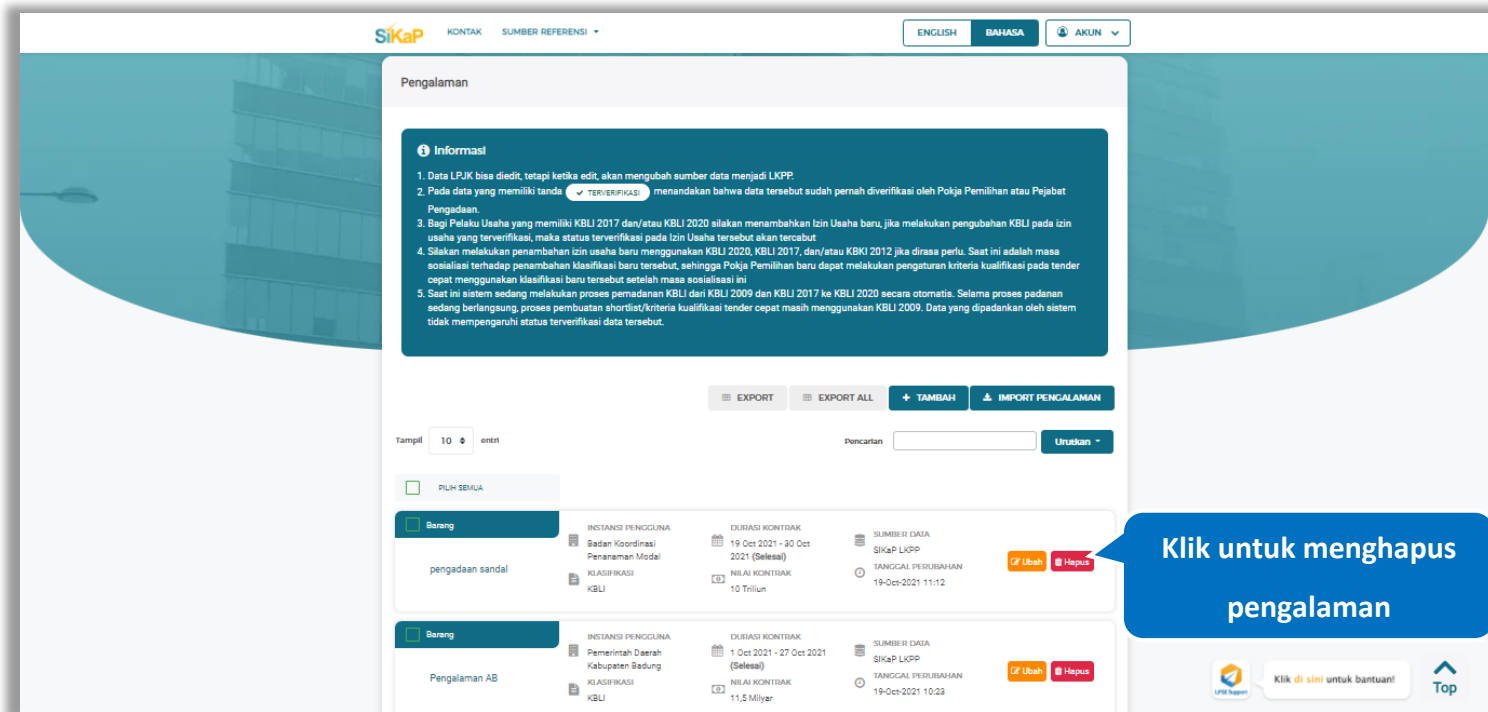 SiKaP KONTAK SUMBER REFERENSI ENGLISH BAHASA AKUN
Pengalaman
Informasi
1. Data LPJK bisa diedit, tetapi ketika edit, akan mengubah sumber data menjadi LKPP.
2. Pada data yang memiliki tanda TERVERIFIKASI menandakan bahwa data tersebut sudah pernah diverifikasi oleh Pokja Pemilihan atau Pejabat
Pengadaan.
3. Bagi Pelaku Usaha yang memiliki KBLI 2017 dan/atau KBLI 2020 silakan menambahkan Izin Usaha baru, jika melakukan pengubahan KBLI pada izin
usaha yang terverifikasi, maka status terverifikasi pada Izin Usaha tersebut akan tercabut
4. Silakan melakukan penambahan izin usaha baru menggunakan KBLI 2020, KBLI 2017, dan/atau KBKI 2012 jika dirasa perlu. Saat ini adalah masa
sosialiasi terhadap penambahan klasifikasi baru tersebut, sehingga Pokja Pemilihan baru dapat melakukan pengaturan kriteria kualifikasi pada tender
cepat menggunakan klasifikasi baru tersebut setelah masa sosialisasi ini
5. Saat ini sistem sedang melakukan proses pemadanan KBLI dari KBLI 2009 dan KBLI 2017 ke KBLI 2020 secara otomatis. Selama proses padanan
sedang berlangsung, proses pembuatan shortlist/kriteria kualifikasi tender cepat masih menggunakan KBLI 2009. Data yang dipadankan oleh sistem
tidak mempengaruhi status terverifikasi data tersebut.
EXPORT EXPORT ALL + TAMBAH IMPORT PENGALAMAN
Tampil 10 entri Pencarian Urutkan
PILIH SEMUA
Barang
pengadaan sandal
INSTANSI PENGGUNA
Badan Koordinasi
Penanaman Modal
KLASIFIKASI
KBLI
DURASI KONTRAK
19 Oct 2021 - 30 Oct
2021 (Selesai)
NILAI KONTRAK
10 Triliun
SUMBER DATA
SIKaP LKPP
TANGGAL PERUBAHAN
19-Oct-2021 11:12
Ubah Hapus
Klik untuk menghapus
pengalaman
Barang
Pengalaman AB
INSTANSI PENGGUNA
Pemerintah Daerah
Kabupaten Badung
KLASIFIKASI
KBLI
DURASI KONTRAK
1 Oct 2021 - 27 Oct 2021
(Selesai)
NILAI KONTRAK
11,5 Milyar
SUMBER DATA
SIKaP LKPP
TANGGAL PERUBAHAN
19-Oct-2021 10:23
Ubah Hapus
LPSE Support
Klik di sini untuk bantuan!
Top